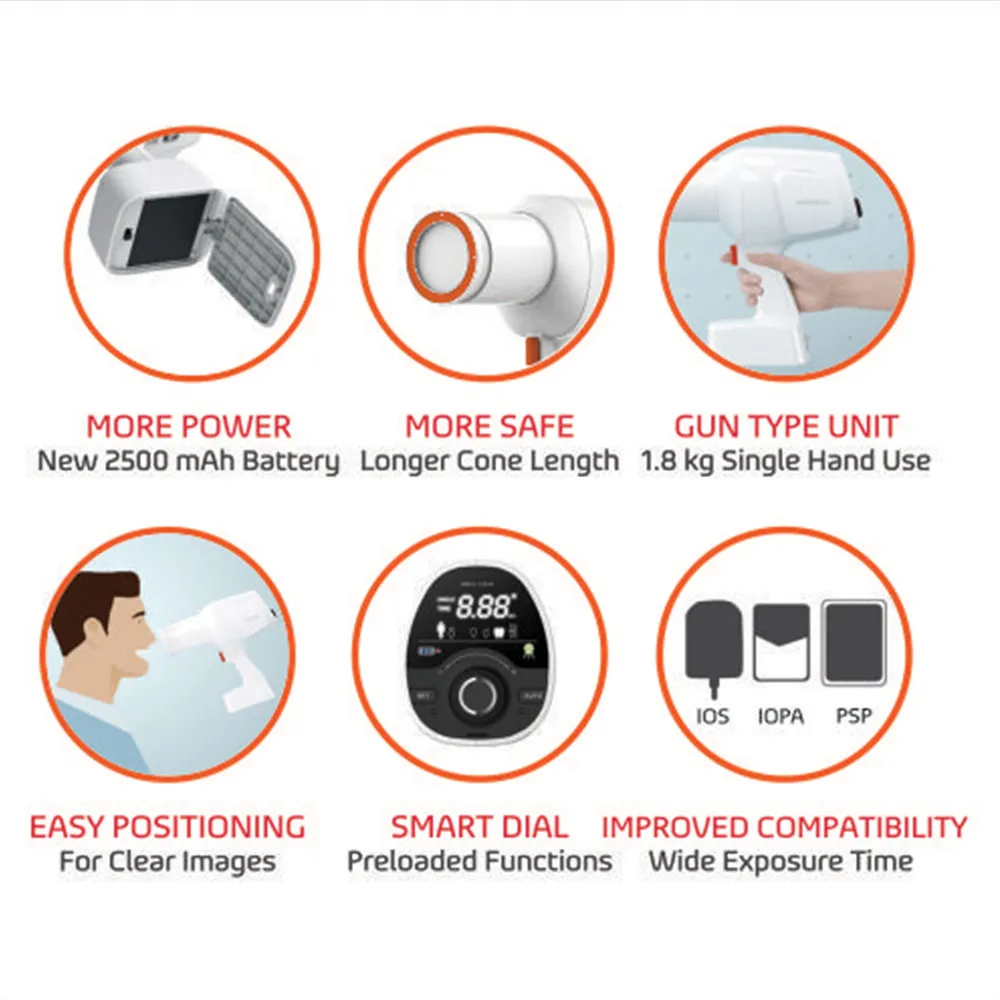 MORE POWER
New 2500 mAh Battery
MORE SAFE
Longer Cone Length
GUN TYPE UNIT
1.8 kg Single Hand Use
8.88
SET
IOS
IOPA
PSP
EASY POSITIONING
For Clear Images
SMART DIAL
Preloaded Functions
IMPROVED COMPATIBILITY
Wide Exposure Time